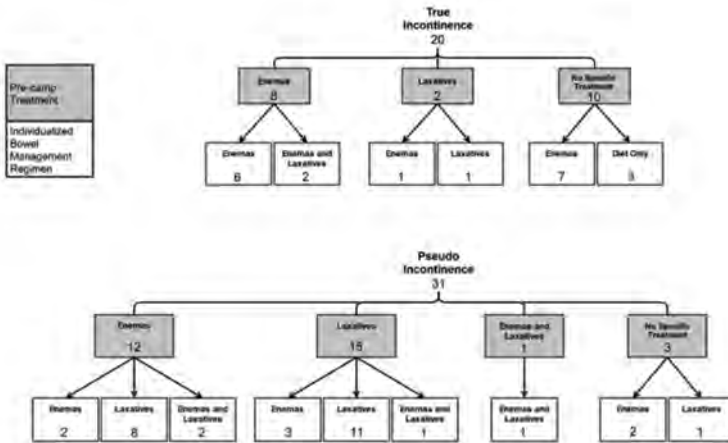 True
Incontinence
20
Pre-camp
Treatment
Individualized
Bowel
Management
Regimen
Enemas
8
Laxatives
2
No Specific
Treatment
10
Enemas
6
Enemas and
Laxatives
2
Enemas
1
Laxatives
1
Enemas
7
Diet Only
3
Pseudo
Incontinence
31
Enemas
12
Laxatives
15
Enemas and
Laxatives
1
No Specific
Treatment
3
Enemas
2
Laxatives
8
Enemas and
Laxatives
2
Enemas
3
Laxatives
11
Enemas and
Laxatives
1
Enemas and
Laxatives
1
Enemas
2
Laxatives
1